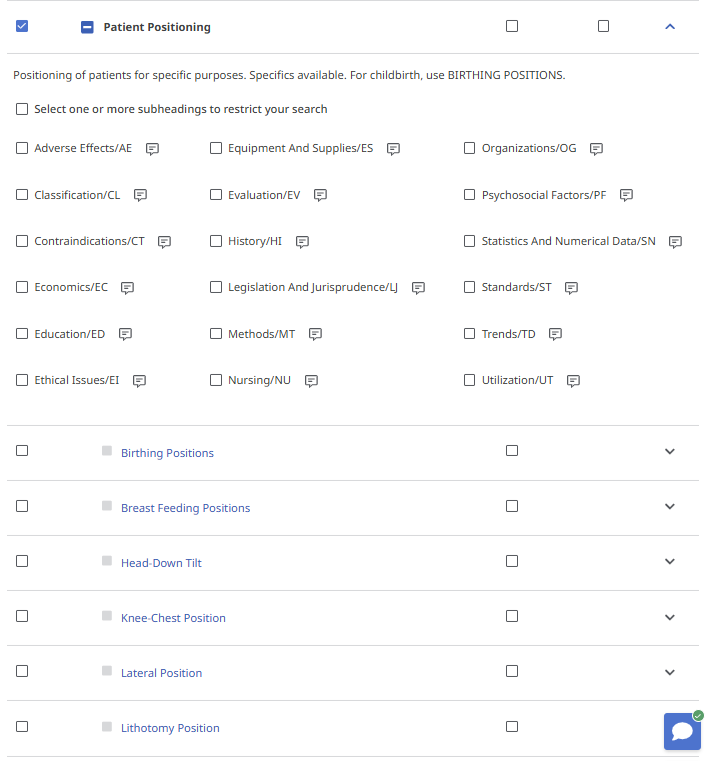 Patient Positioning
Positioning of patients for specific purposes. Specifics available. For childbirth, use BIRTHING POSITIONS.
Select one or more subheadings to restrict your search
Adverse Effects/AE Equipment And Supplies/ES Organizations/OG
Classification/CL Evaluation/EV Psychosocial Factors/PF
Contraindications/CT History/HI Statistics And Numerical Data/SN
Economics/EC Legislation And Jurisprudence/LJ Standards/ST
Education/ED Methods/MT Trends/TD
Ethical Issues/EI Nursing/NU Utilization/UT
Birthing Positions
Breast Feeding Positions
Head-Down Tilt
Knee-Chest Position
Lateral Position
Lithotomy Position